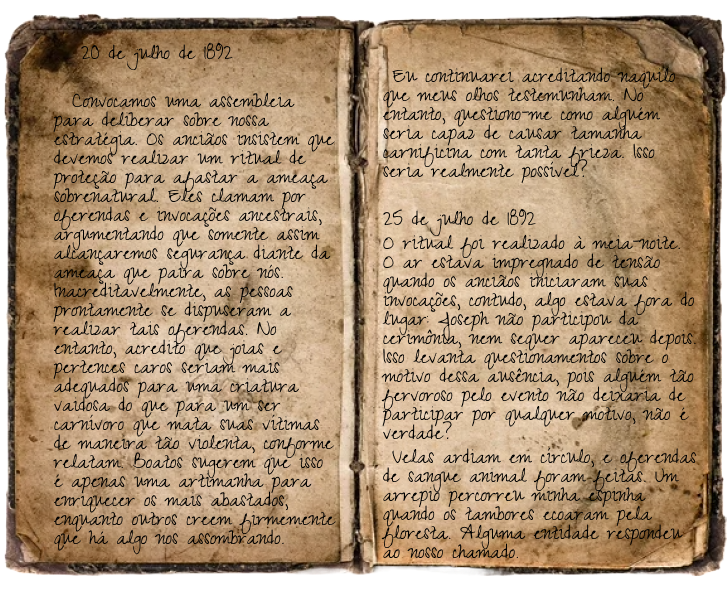 20 de julho de 1892
Convocamos uma assembleia
para deliberar sobre nossa
estratégia. Os anciãos insistem que
devemos realizar um ritual de
proteção para afastar a ameaça
sobrenatural. Eles clamam por
oferendas e invocações ancestrais,
argumentando que somente assim
alcançaremos segurança diante da
ameaça que paira sobre nós.
Inacreditavelmente, as pessoas
prontamente se dispuseram a
realizar tais oferendas. No
entanto, acredito que joias e
pertences caros seriam mais
adequados para uma criatura
vaidosa do que para um ser
carnívoro que mata suas vítimas
de maneira tão violenta, conforme
relatam. Boatos sugerem que isso
é apenas uma artimanha para
enriquecer os mais abastados,
enquanto outros creem firmemente
que há algo nos assombrando.
Eu continuarei acreditando naquilo
que meus olhos testemunham. No
entanto, questiono-me como alguém
seria capaz de causar tamanha
carnificina com tanta frieza. Isso
seria realmente possível?
25 de julho de 1892
O ritual foi realizado à meia-noite.
O ar estava impregnado de tensão
quando os anciãos iniciaram suas
invocações, contudo, algo estava fora do
lugar: Joseph não participou da
cerimônia, nem sequer apareceu depois.
Isso levanta questionamentos sobre o
motivo dessa ausência, pois alguém tão
fervoroso pelo evento não deixaria de
participar por qualquer motivo, não é
verdade?
Velas ardiam em círculo, e oferendas
de sangue animal foram feitas. Um
arrepio percorreu minha espinha
quando os tambores ecoaram pela
floresta. Alguma entidade respondeu
ao nosso chamado.